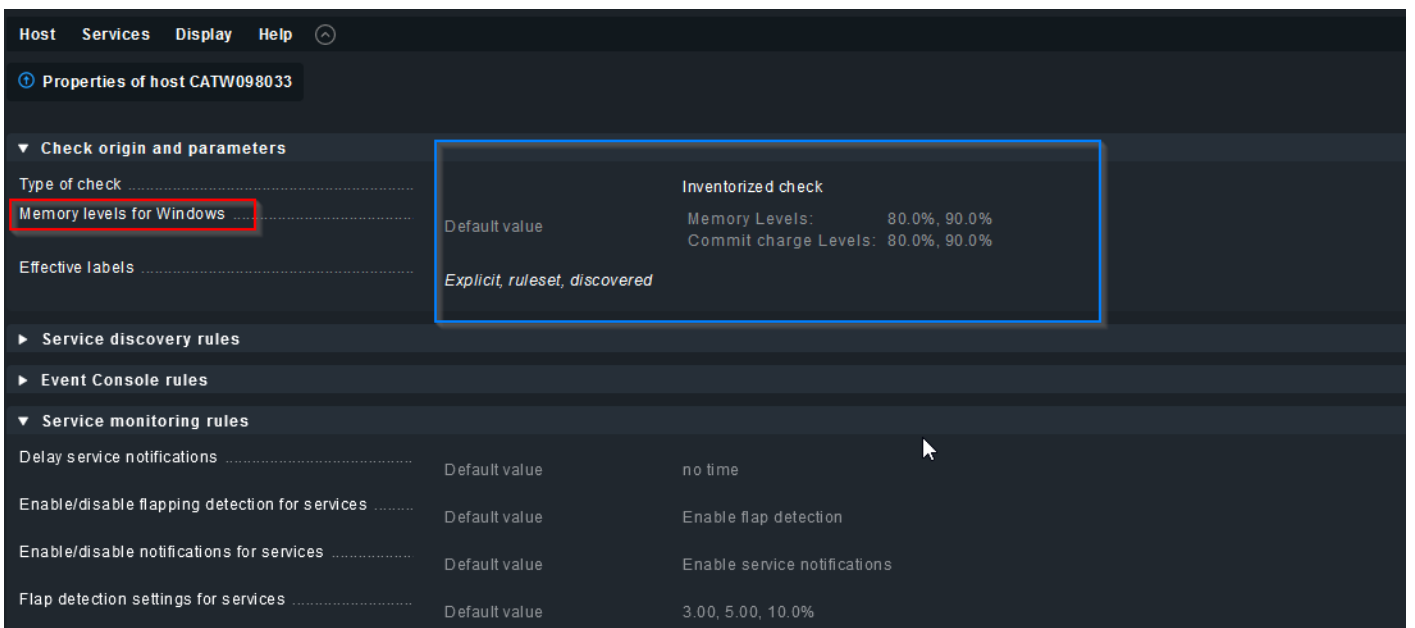 Host Services Display Help
Properties of host CATW098033
Check origin and parameters
Type of check
Inventorized check
Memory levels for Windows
Default value
Memory Levels: 80.0%, 90.0%
Commit charge Levels: 80.0%, 90.0%
Effective labels
Explicit, ruleset, discovered
Service discovery rules
Event Console rules
Service monitoring rules
Delay service notifications
Default value no time
Enable/disable flapping detection for services
Default value Enable flap detection
Enable/disable notifications for services
Default value Enable service notifications
Flap detection settings for services
Default value 3.00, 5.00, 10.0%